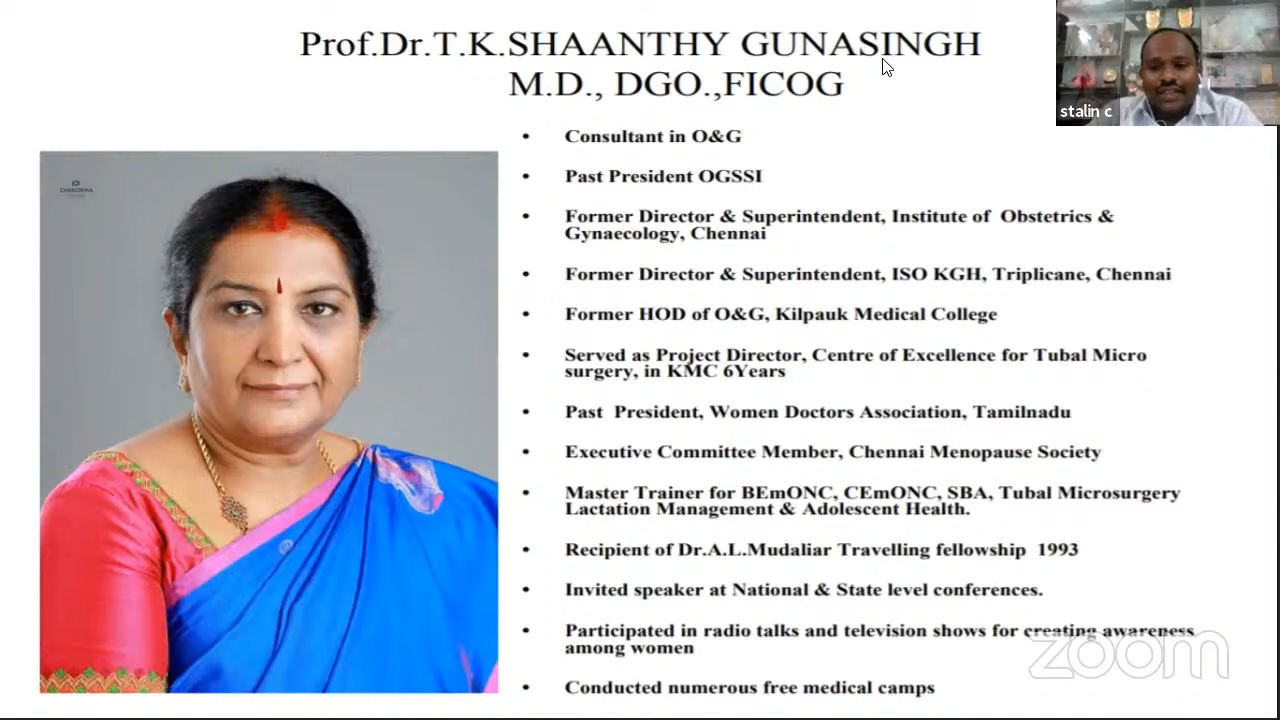 Prof.Dr.T.K.SHAANTHY GUNASINGH
M.D., DGO.,FICOG
stalin c
• Consultant in O&G
• Past President OGSSI
• Former Director & Superintendent, Institute of Obstetrics &
Gynaecology, Chennai
• Former Director & Superintendent, ISO KGH, Triplicane, Chennai
• Former HOD of O&G, Kilpauk Medical College
• Served as Project Director, Centre of Excellence for Tubal Micro
surgery, in KMC 6Years
• Past President, Women Doctors Association, Tamilnadu
• Executive Committee Member, Chennai Menopause Society
• Master Trainer for BEmONC, CEmONC, SBA, Tubal Microsurgery
Lactation Management & Adolescent Health.
• Recipient of Dr.A.L.Mudaliar Travelling fellowship 1993
• Invited speaker at National & State level conferences.
• Participated in radio talks and television shows for creating awareness
among women
• Conducted numerous free medical camps
zoom